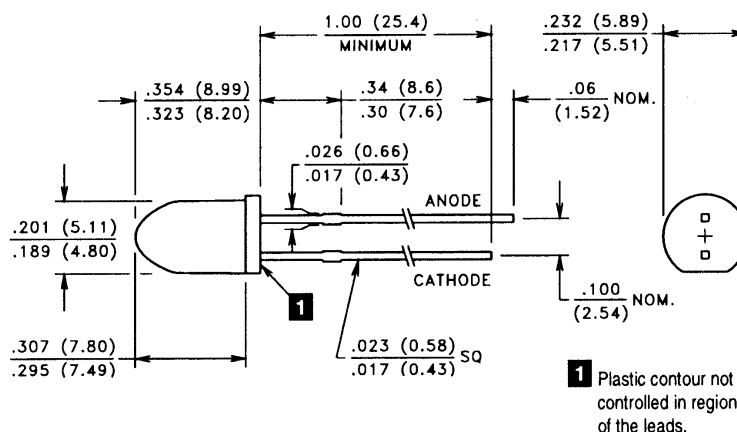 1.00 (25.4)
MINIMUM
.232 (5.89)
.217 (5.51)
.354 (8.99)
.323 (8.20)
.34 (8.6)
.30 (7.6)
.06
(1.52) NOM.
.026 (0.66)
.017 (0.43)
ANODE
.201 (5.11)
.189 (4.80)
CATHODE
1
.100
(2.54) NOM.
.307 (7.80)
.295 (7.49)
.023 (0.58)
.017 (0.43) SQ
1 Plastic contour not
controlled in region
of the leads.